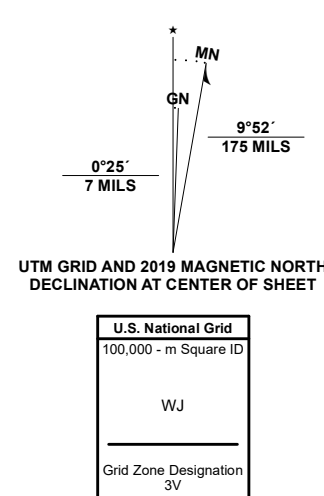 ★
MN
GN
9°52´
175 MILS
0°25´
7 MILS
UTM GRID AND 2019 MAGNETIC NORTH
DECLINATION AT CENTER OF SHEET
U.S. National Grid
100,000 - m Square ID
WJ
Grid Zone Designation
3V